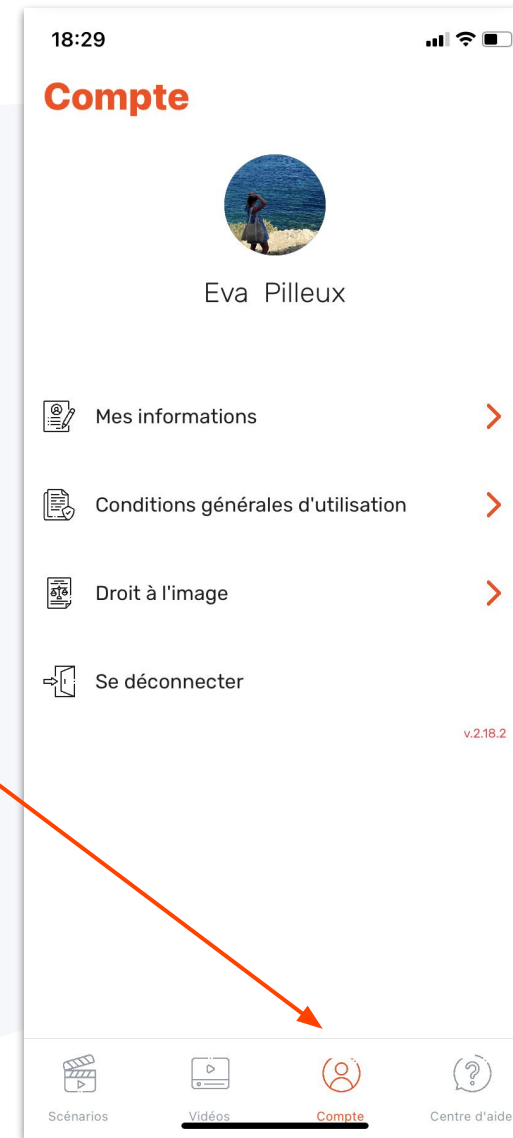 18:29
Compte
Eva Pilleux
Mes informations
Conditions générales d'utilisation
Droit à l'image
Se déconnecter
v.2.18.2
Scénarios
Vidéos
Compte
Centre d'aide